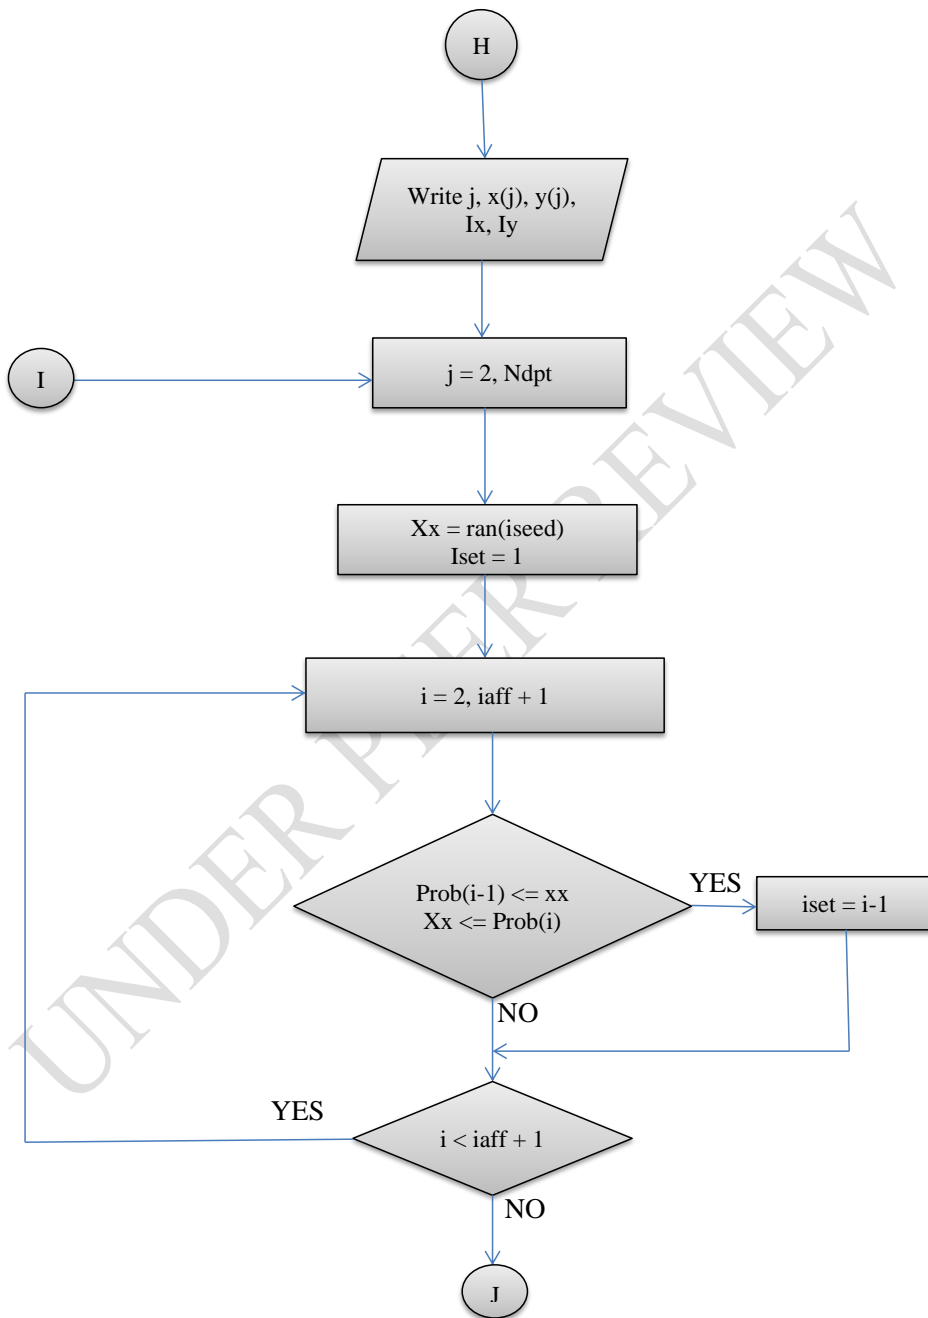 H
Write j, x(j), y(j),
Ix, Iy
I
j = 2, Ndpt
Xx = ran(iseed)
Iset = 1
i = 2, iaff + 1
Prob(i-1) <= xx
Xx <= Prob(i)
YES
iset = i-1
NO
YES
i < iaff + 1
NO
J
UNDER PEER REVIEW